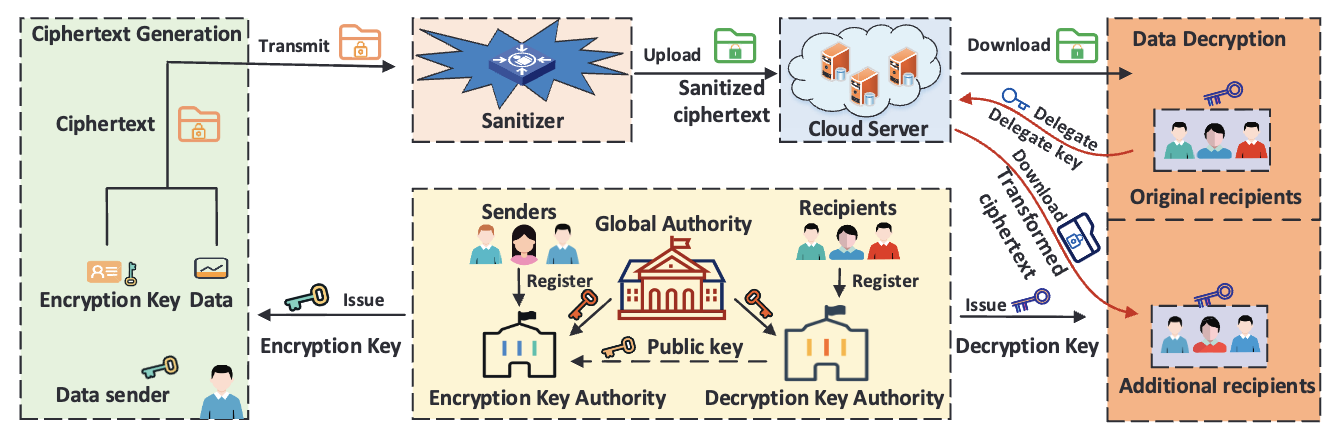 Ciphertext Generation
Transmit
Ciphertext
Encryption Key
Data
Data sender
Sanitizer
Upload
Sanitized
ciphertext
Cloud Server
Download
Data Decryption
Delegate
Delegate key
Original recipients
Download
Transformed
ciphertext
Additional recipients
Senders
Global Authority
Recipients
Register
Register
Issue
Encryption Key
Public key
Encryption Key Authority
Decryption Key Authority
Issue
Decryption Key